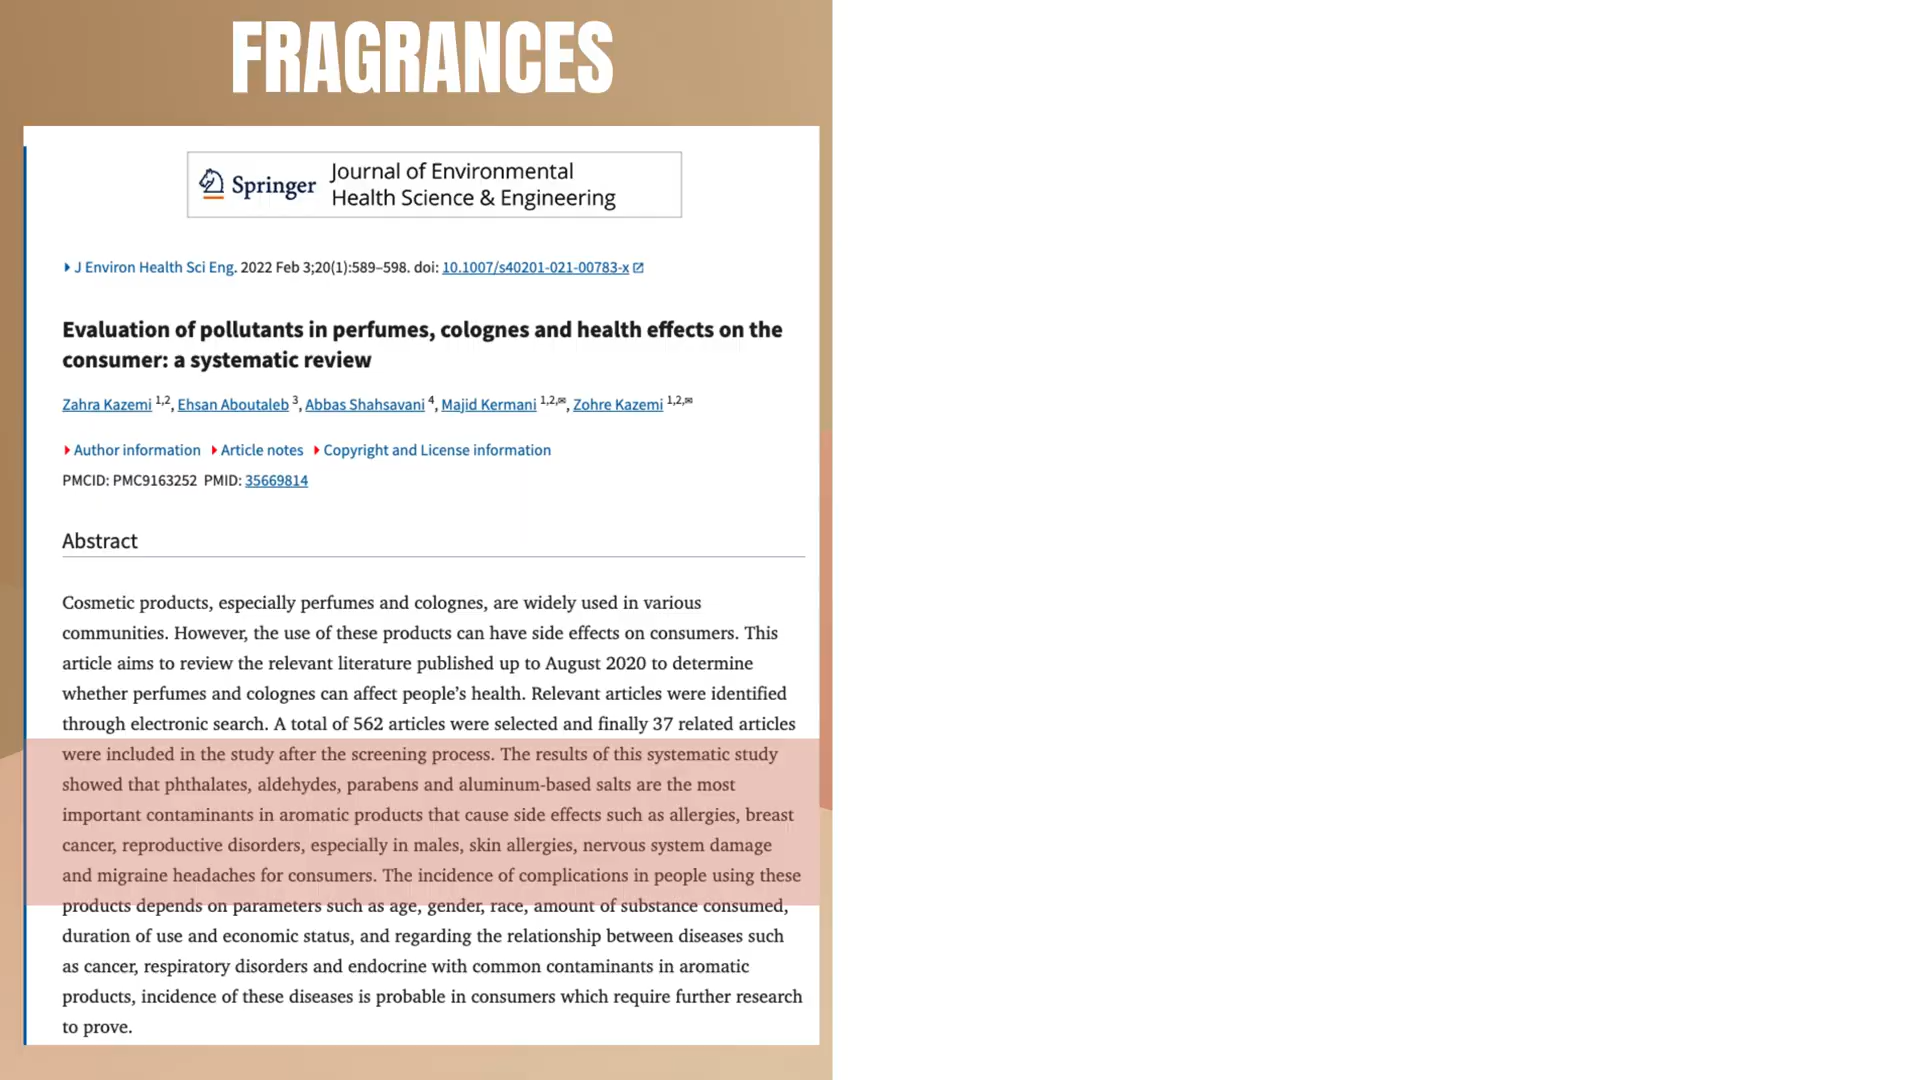 FRAGRANCES
Springer
Journal of Environmental
Health Science & Engineering
J Environ Health Sci Eng. 2022 Feb 3;20(1):589–598. doi: 10.1007/s40201-021-00783-x
Evaluation of pollutants in perfumes, colognes and health effects on the
consumer: a systematic review
Zahra Kazemi 1,2, Ehsan Aboutaleb 3, Abbas Shahsavani 4, Majid Kermani 1,2,✉, Zohre Kazemi 1,2,✉
Author information Article notes Copyright and License information
PMCID: PMC9163252 PMID: 35669814
Abstract
Cosmetic products, especially perfumes and colognes, are widely used in various
communities. However, the use of these products can have side effects on consumers. This
article aims to review the relevant literature published up to August 2020 to determine
whether perfumes and colognes can affect people’s health. Relevant articles were identified
through electronic search. A total of 562 articles were selected and finally 37 related articles
were included in the study after the screening process. The results of this systematic study
showed that phthalates, aldehydes, parabens and aluminum-based salts are the most
important contaminants in aromatic products that cause side effects such as allergies, breast
cancer, reproductive disorders, especially in males, skin allergies, nervous system damage
and migraine headaches for consumers. The incidence of complications in people using these
products depends on parameters such as age, gender, race, amount of substance consumed,
duration of use and economic status, and regarding the relationship between diseases such
as cancer, respiratory disorders and endocrine with common contaminants in aromatic
products, incidence of these diseases is probable in consumers which require further research
to prove.